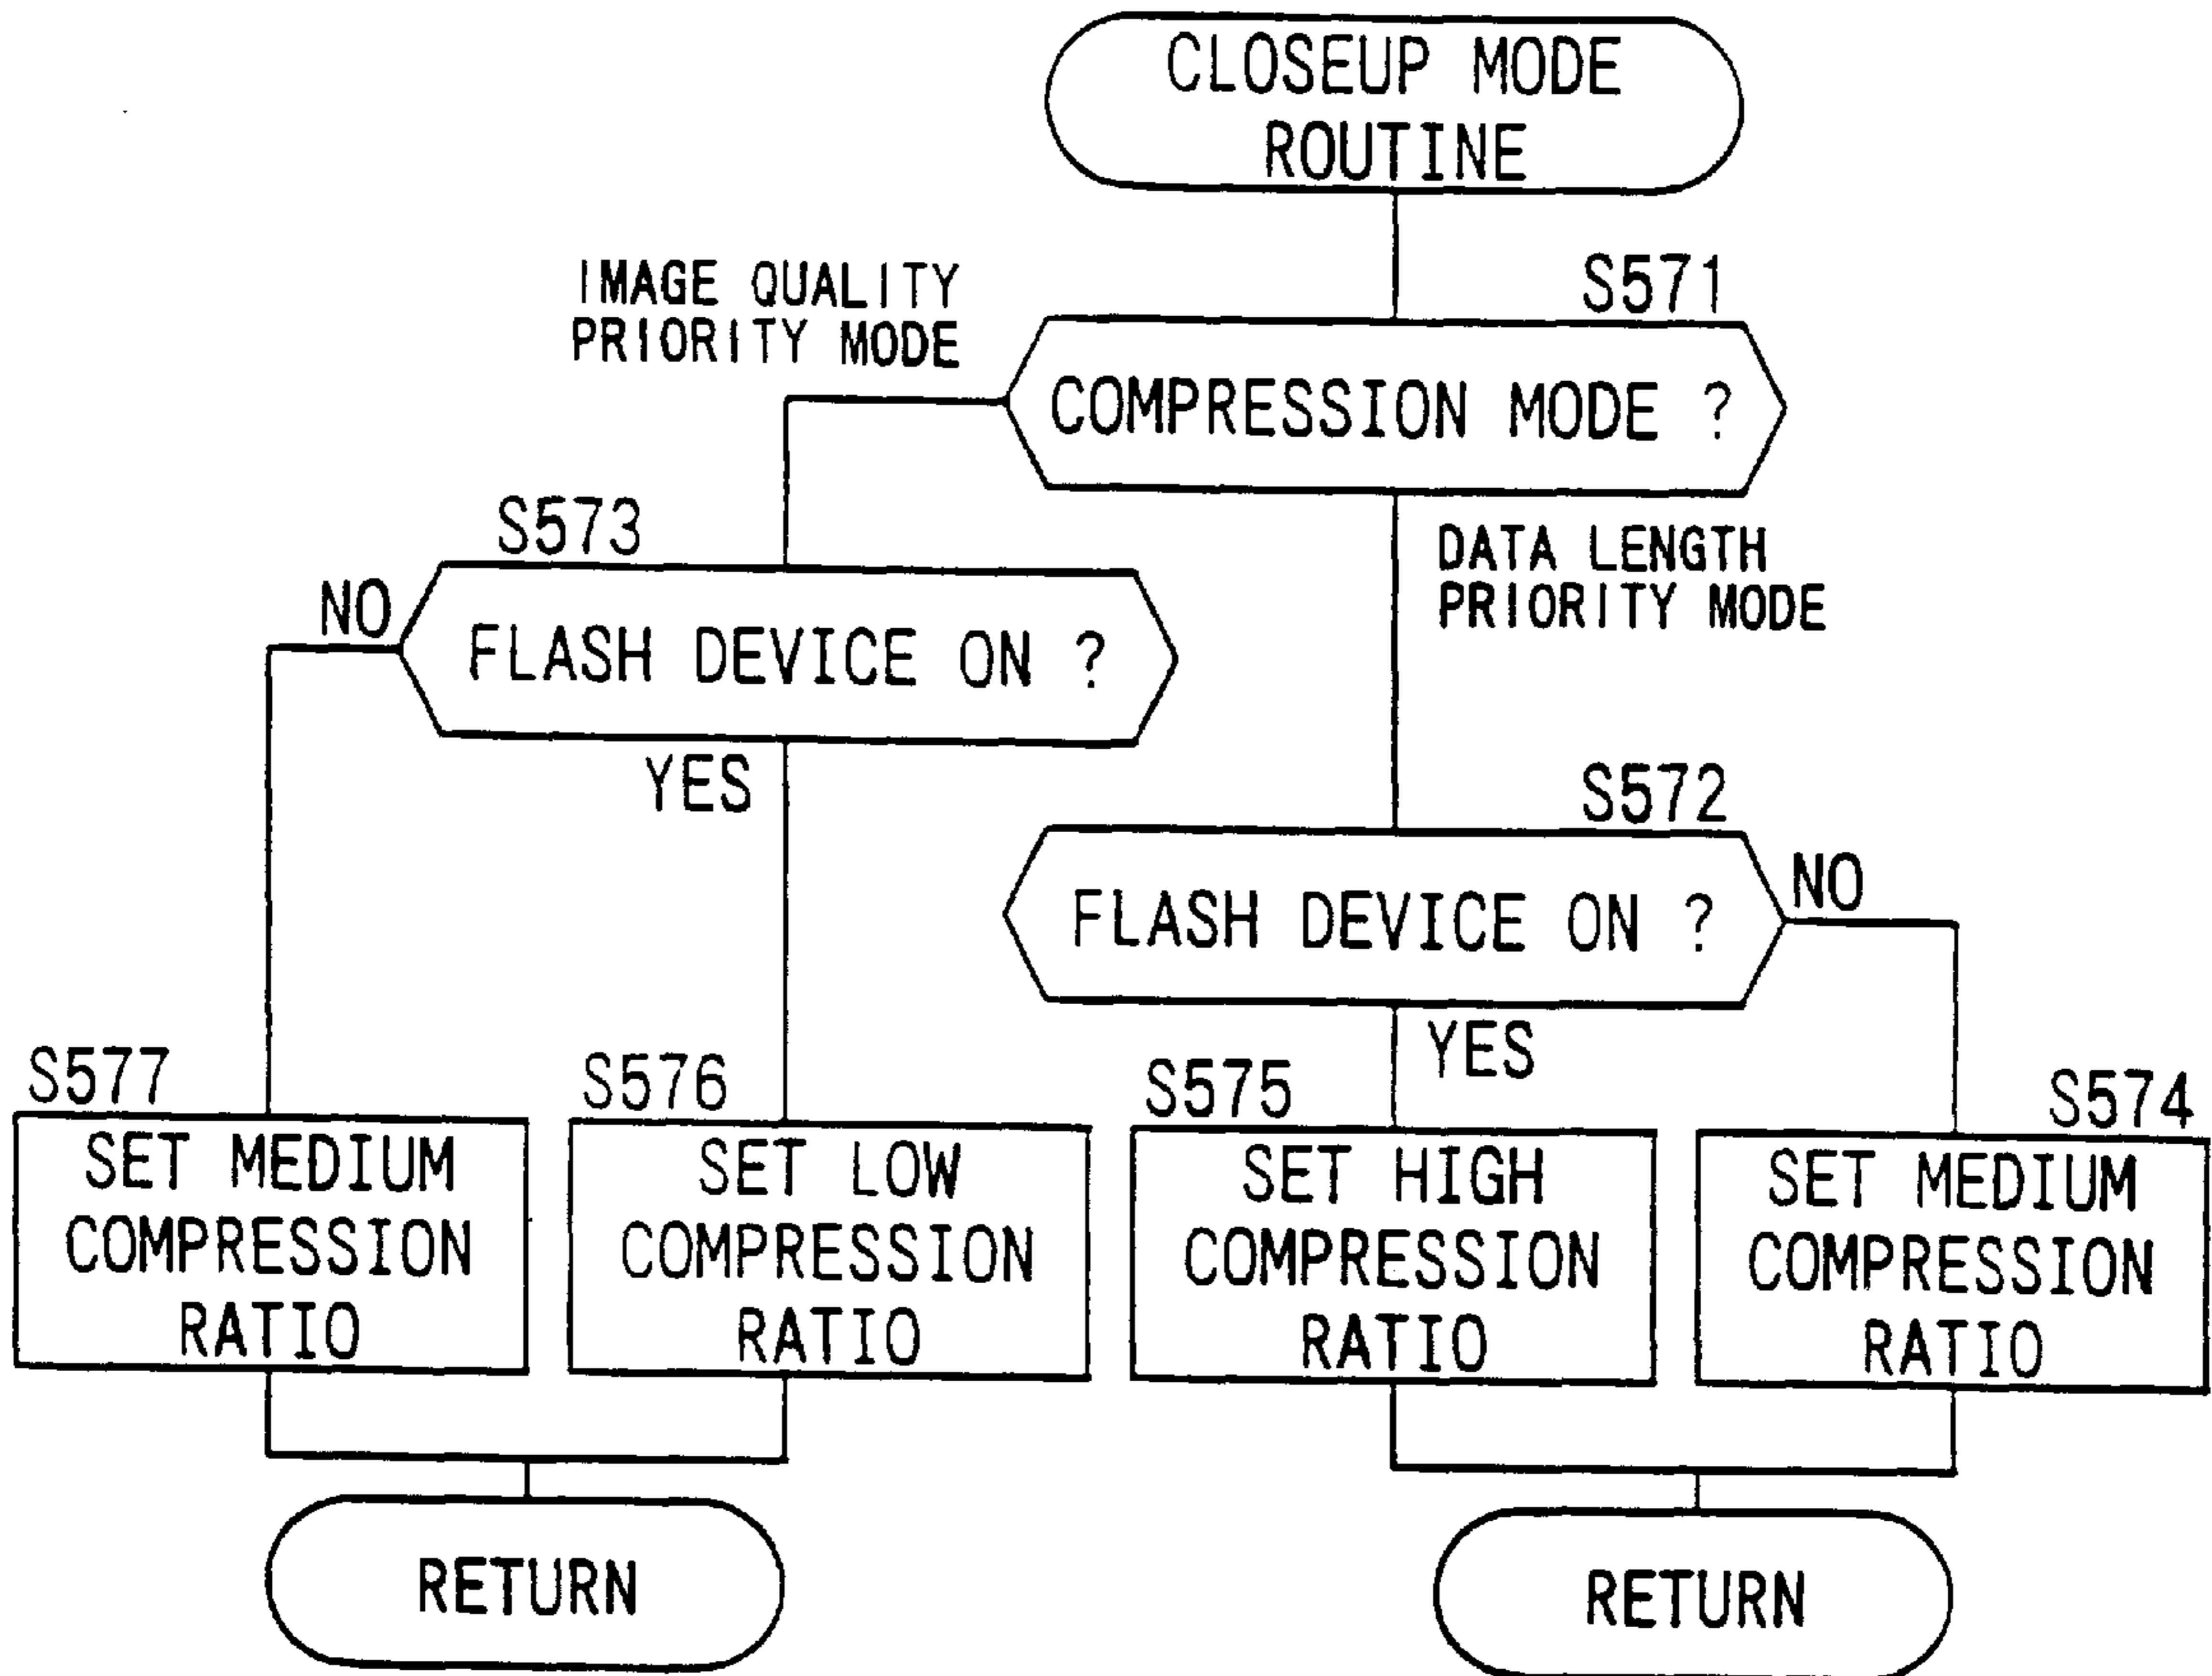 CLOSEUP MODE
ROUTINE
S571
IMAGE QUALITY
PRIORITY MODE
COMPRESSION MODE ?
S573
DATA LENGTH
PRIORITY MODE
NO
FLASH DEVICE ON ?
YES
S572
FLASH DEVICE ON ?
NO
YES
S577
SET MEDIUM
COMPRESSION
RATIO
S576
SET LOW
COMPRESSION
RATIO
S575
SET HIGH
COMPRESSION
RATIO
S574
SET MEDIUM
COMPRESSION
RATIO
RETURN
RETURN